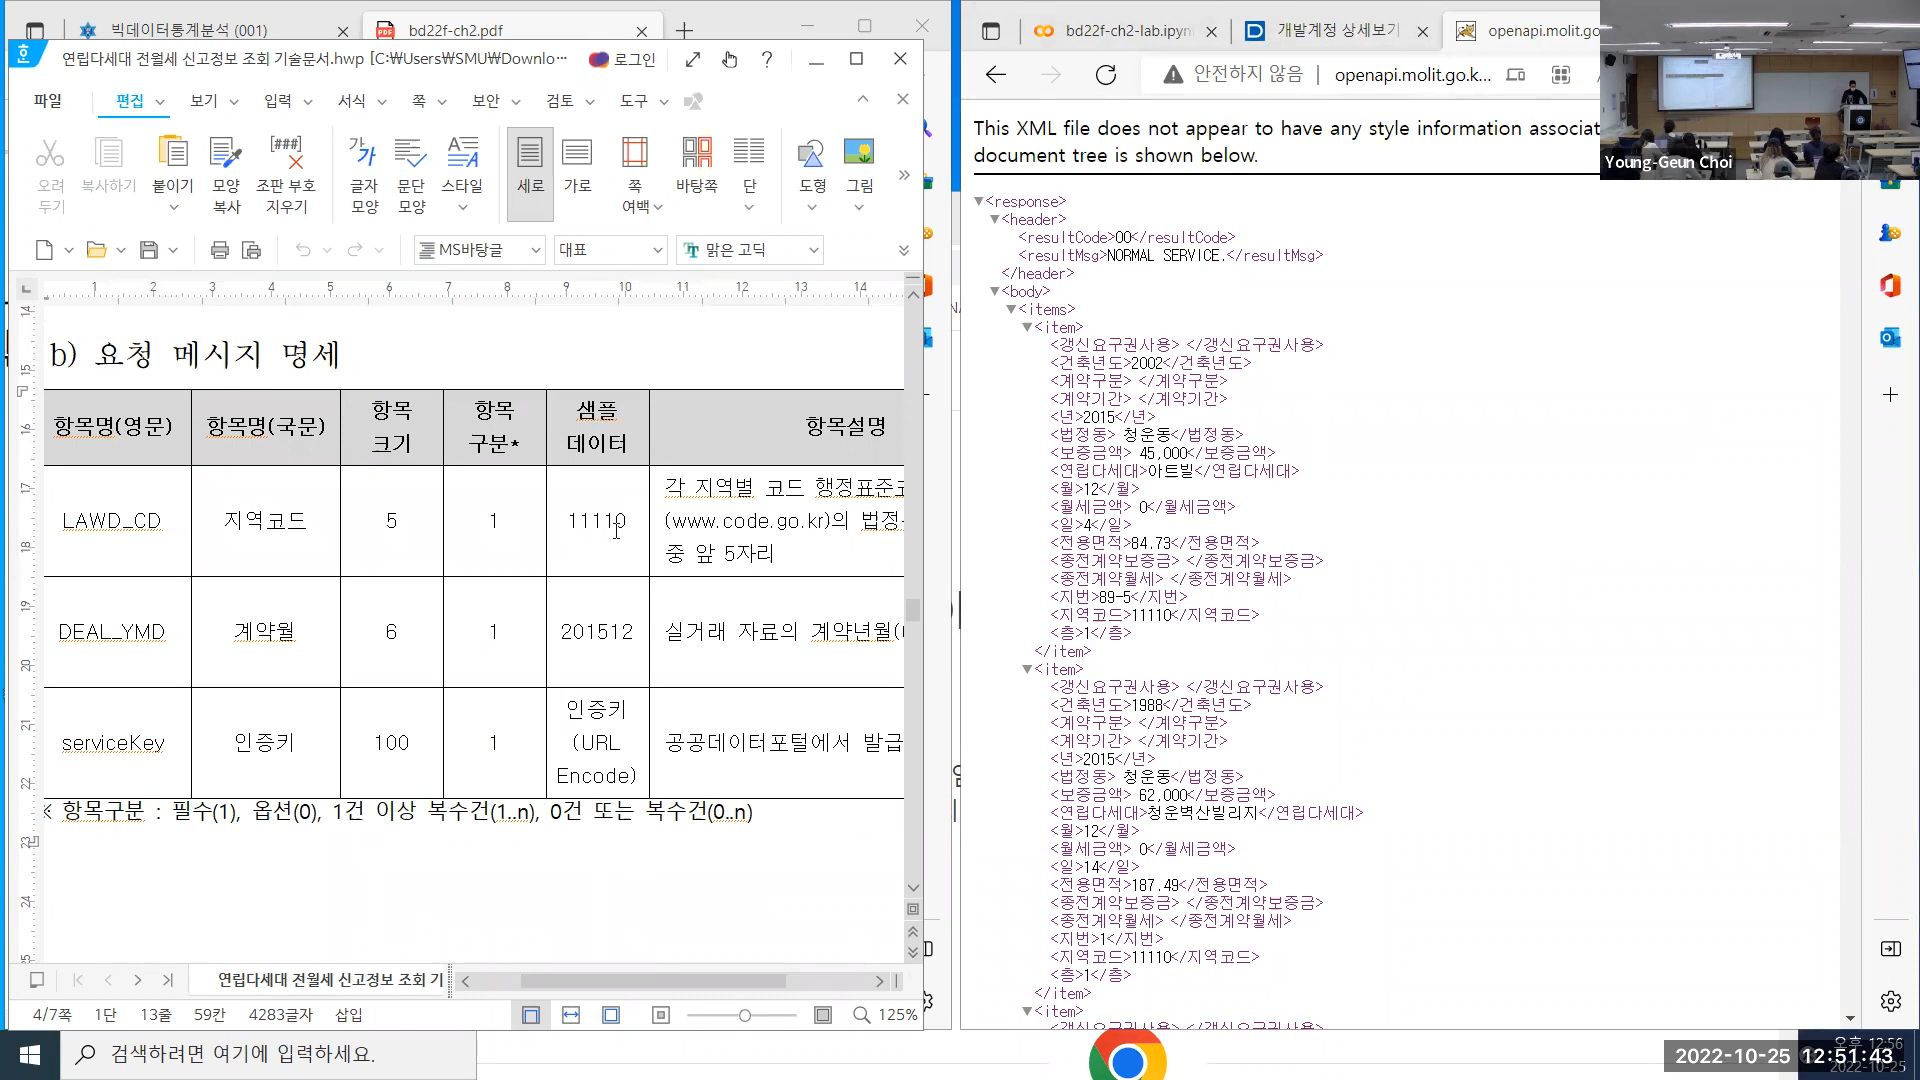 빅데이터통계분석 (001)
bd22f-ch2.pdf
연립다세대 전월세 신고정보 조회 기술문서.hwp [C:₩Users₩SMU₩Downlo...
로그인
파일
편집
보기
입력
서식
쪽
보안
검토
도구
오려
두기
복사하기
붙이기
모양
복사
조판 부호
지우기
글자
모양
문단
모양
스타일
세로
가로
쪽
여백
바탕쪽
단
도형
그림
MS바탕글
대표
맑은 고딕
b) 요청 메시지 명세
항목명(영문) 항목명(국문) 항목 크기 항목 구분* 샘플 데이터 항목설명
LAWD_CD 지역코드 5 1 11110
각 지역별 코드 행정표준
(www.code.go.kr)의 법정
중 앞 5자리
DEAL_YMD 계약월 6 1 201512 실거래 자료의 계약년월(
serviceKey 인증키 100 1 인증키 (URL Encode) 공공데이터포털에서 발급
※ 항목구분 : 필수(1), 옵션(0), 1건 이상 복수건(1..n), 0건 또는 복수건(0..n)
연립다세대 전월세 신고정보 조회 기
4/7쪽 1단 13줄 59칸 4283글자 삽입 125%
검색하려면 여기에 입력하세요.
bd22f-ch2-lab.ipyn
개발계정 상세보기
openapi.molit.go
안전하지 않음 openapi.molit.go.k...
This XML file does not appear to have any style information associat
document tree is shown below.
<response>
<header>
<resultCode>00</resultCode>
<resultMsg>NORMAL SERVICE.</resultMsg>
</header>
<body>
<items>
<item>
<갱신요구권사용> </갱신요구권사용>
<건축년도>2002</건축년도>
<계약구분> </계약구분>
<계약기간> </계약기간>
<년>2015</년>
<법정동> 청운동</법정동>
<보증금액> 45,000</보증금액>
<연립다세대>아트빌</연립다세대>
<월>12</월>
<월세금액> 0</월세금액>
<일>4</일>
<전용면적>84.73</전용면적>
<종전계약보증금> </종전계약보증금>
<종전계약월세> </종전계약월세>
<지번>89-5</지번>
<지역코드>11110</지역코드>
<층>1</층>
</item>
<item>
<갱신요구권사용> </갱신요구권사용>
<건축년도>1988</건축년도>
<계약구분> </계약구분>
<계약기간> </계약기간>
<년>2015</년>
<법정동> 청운동</법정동>
<보증금액> 62,000</보증금액>
<연립다세대>청운벽산빌리지</연립다세대>
<월>12</월>
<월세금액> 0</월세금액>
<일>14</일>
<전용면적>187.49</전용면적>
<종전계약보증금> </종전계약보증금>
<종전계약월세> </종전계약월세>
<지번>1</지번>
<지역코드>11110</지역코드>
<층>1</층>
</item>
<item>
<갱신요구권사용> </갱신요구권사용>
Young-Geun Choi
오후 12:56
2022-10-25 12:51:43
2022-10-25